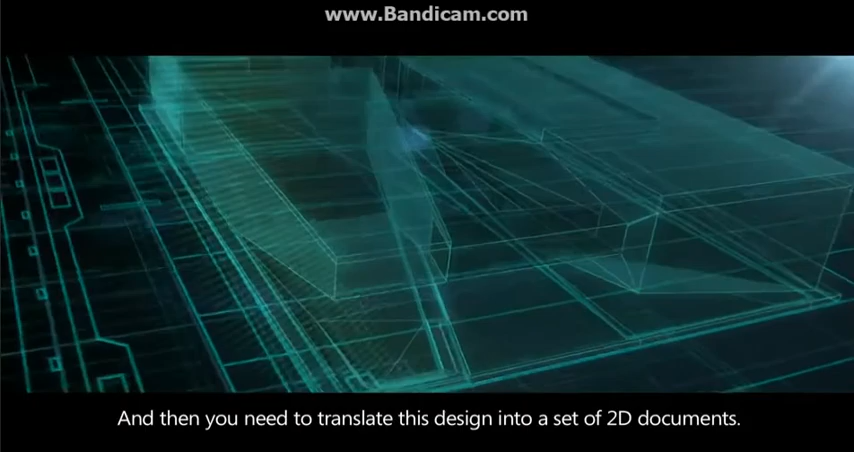 www.Bandicam.com
And then you need to translate this design into a set of 2D documents.